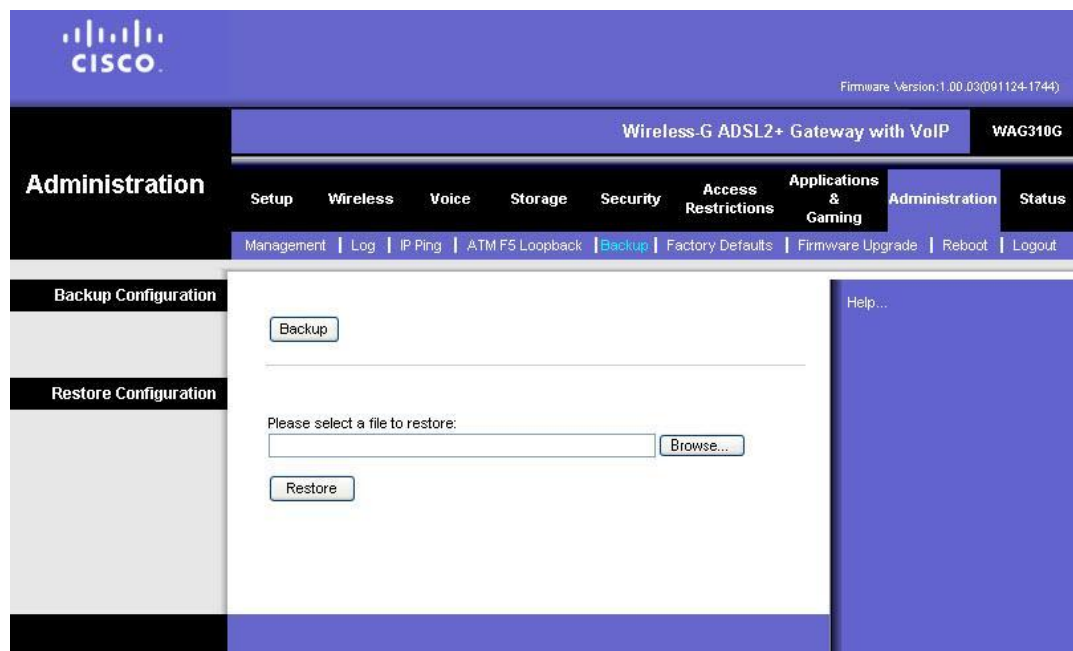 CISCO.
Firmware Version:1.00.03(091124-1744)
Wireless-G ADSL2+ Gateway with VoIP WAG310G
Administration
Setup Wireless Voice Storage Security Access Restrictions Applications & Gaming Administration Status
Management | Log | IP Ping | ATM F5 Loopback | Backup | Factory Defaults | Firmware Upgrade | Reboot | Logout
Backup Configuration
Help...
Backup
Restore Configuration
Please select a file to restore:
Browse...
Restore